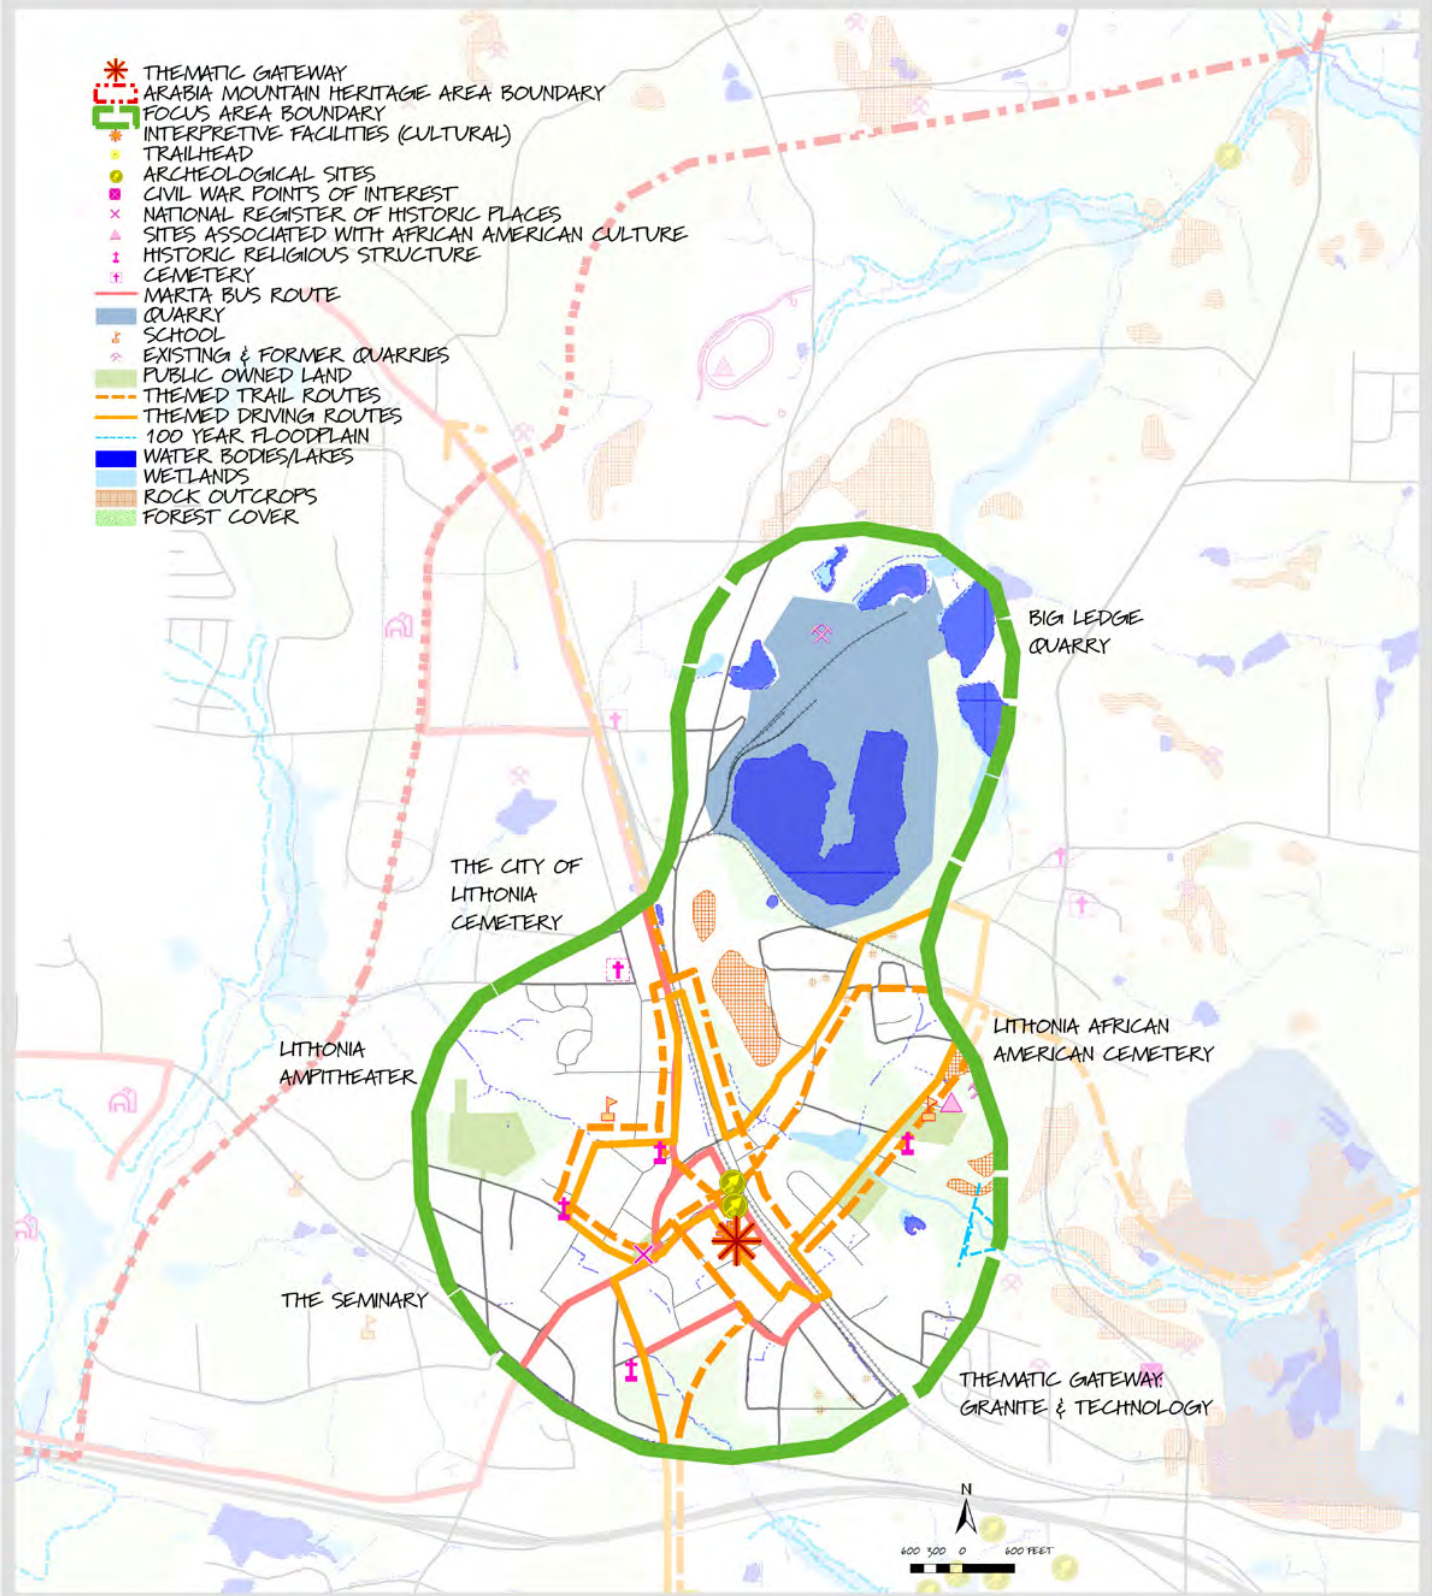 THEMATIC GATEWAY
ARABIA MOUNTAIN HERITAGE AREA BOUNDARY
FOCUS AREA BOUNDARY
INTERPRETIVE FACILITIES (CULTURAL)
TRAILHEAD
ARCHEOLOGICAL SITES
CIVIL WAR POINTS OF INTEREST
NATIONAL REGISTER OF HISTORIC PLACES
SITES ASSOCIATED WITH AFRICAN AMERICAN CULTURE
HISTORIC RELIGIOUS STRUCTURE
CEMETERY
MARTA BUS ROUTE
QUARRY
SCHOOL
EXISTING & FORMER QUARRIES
PUBLIC OWNED LAND
THEMED TRAIL ROUTES
THEMED DRIVING ROUTES
100 YEAR FLOODPLAIN
WATER BODIES/LAKES
WETLANDS
ROCK OUTCROPS
FOREST COVER
BIG LEDGE
QUARRY
THE CITY OF
LITHONIA
CEMETERY
LITHONIA
AMPITHEATER
LITHONIA AFRICAN
AMERICAN CEMETERY
THE SEMINARY
THEMATIC GATEWAY:
GRANITE & TECHNOLOGY
N
600 300 0 600 FEET